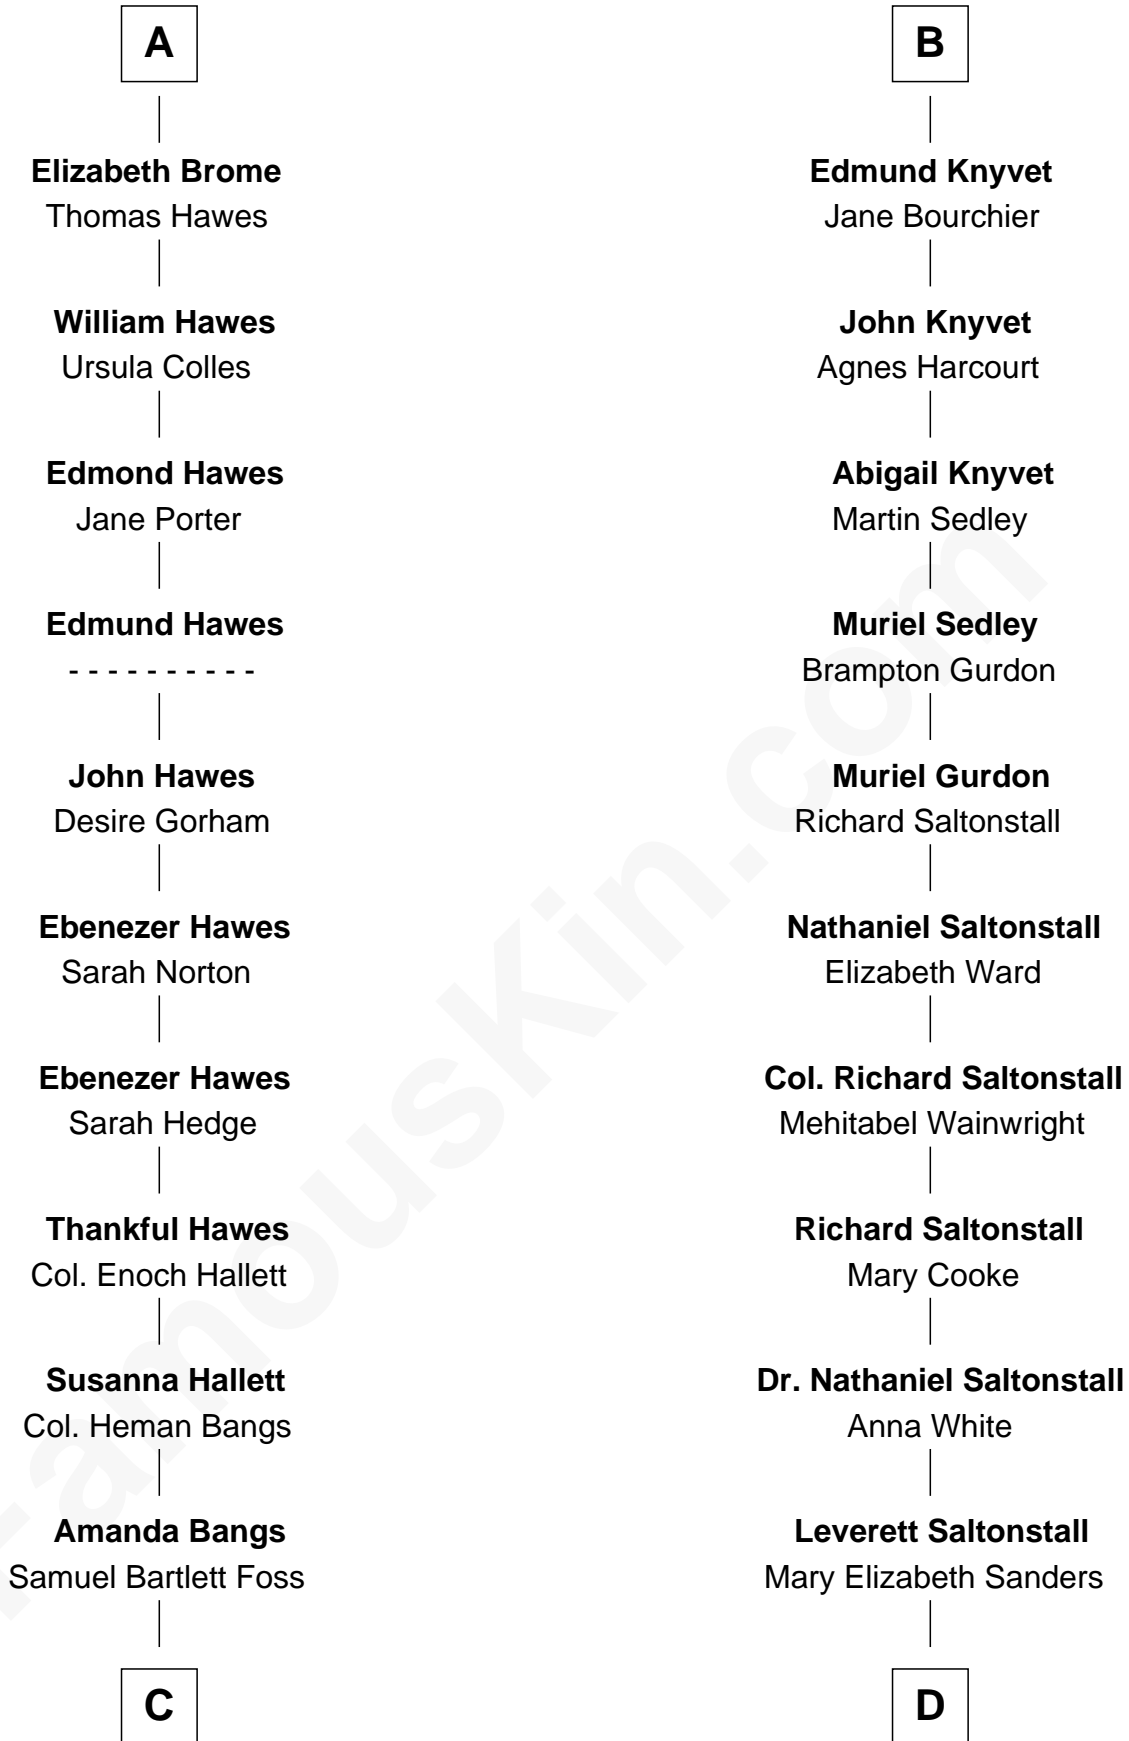 A
Elizabeth Brome
Thomas Hawes
William Hawes
Ursula Colles
Edmond Hawes
Jane Porter
Edmund Hawes
- - - - - - - - - -
John Hawes
Desire Gorham
Ebenezer Hawes
Sarah Norton
Ebenezer Hawes
Sarah Hedge
Thankful Hawes
Col. Enoch Hallett
Susanna Hallett
Col. Heman Bangs
Amanda Bangs
Samuel Bartlett Foss
C
B
Edmund Knyvet
Jane Bourchier
John Knyvet
Agnes Harcourt
Abigail Knyvet
Martin Sedley
Muriel Sedley
Brampton Gurdon
Muriel Gurdon
Richard Saltonstall
Nathaniel Saltonstall
Elizabeth Ward
Col. Richard Saltonstall
Mehitabel Wainwright
Richard Saltonstall
Mary Cooke
Dr. Nathaniel Saltonstall
Anna White
Leverett Saltonstall
Mary Elizabeth Sanders
D
FamousKin.com